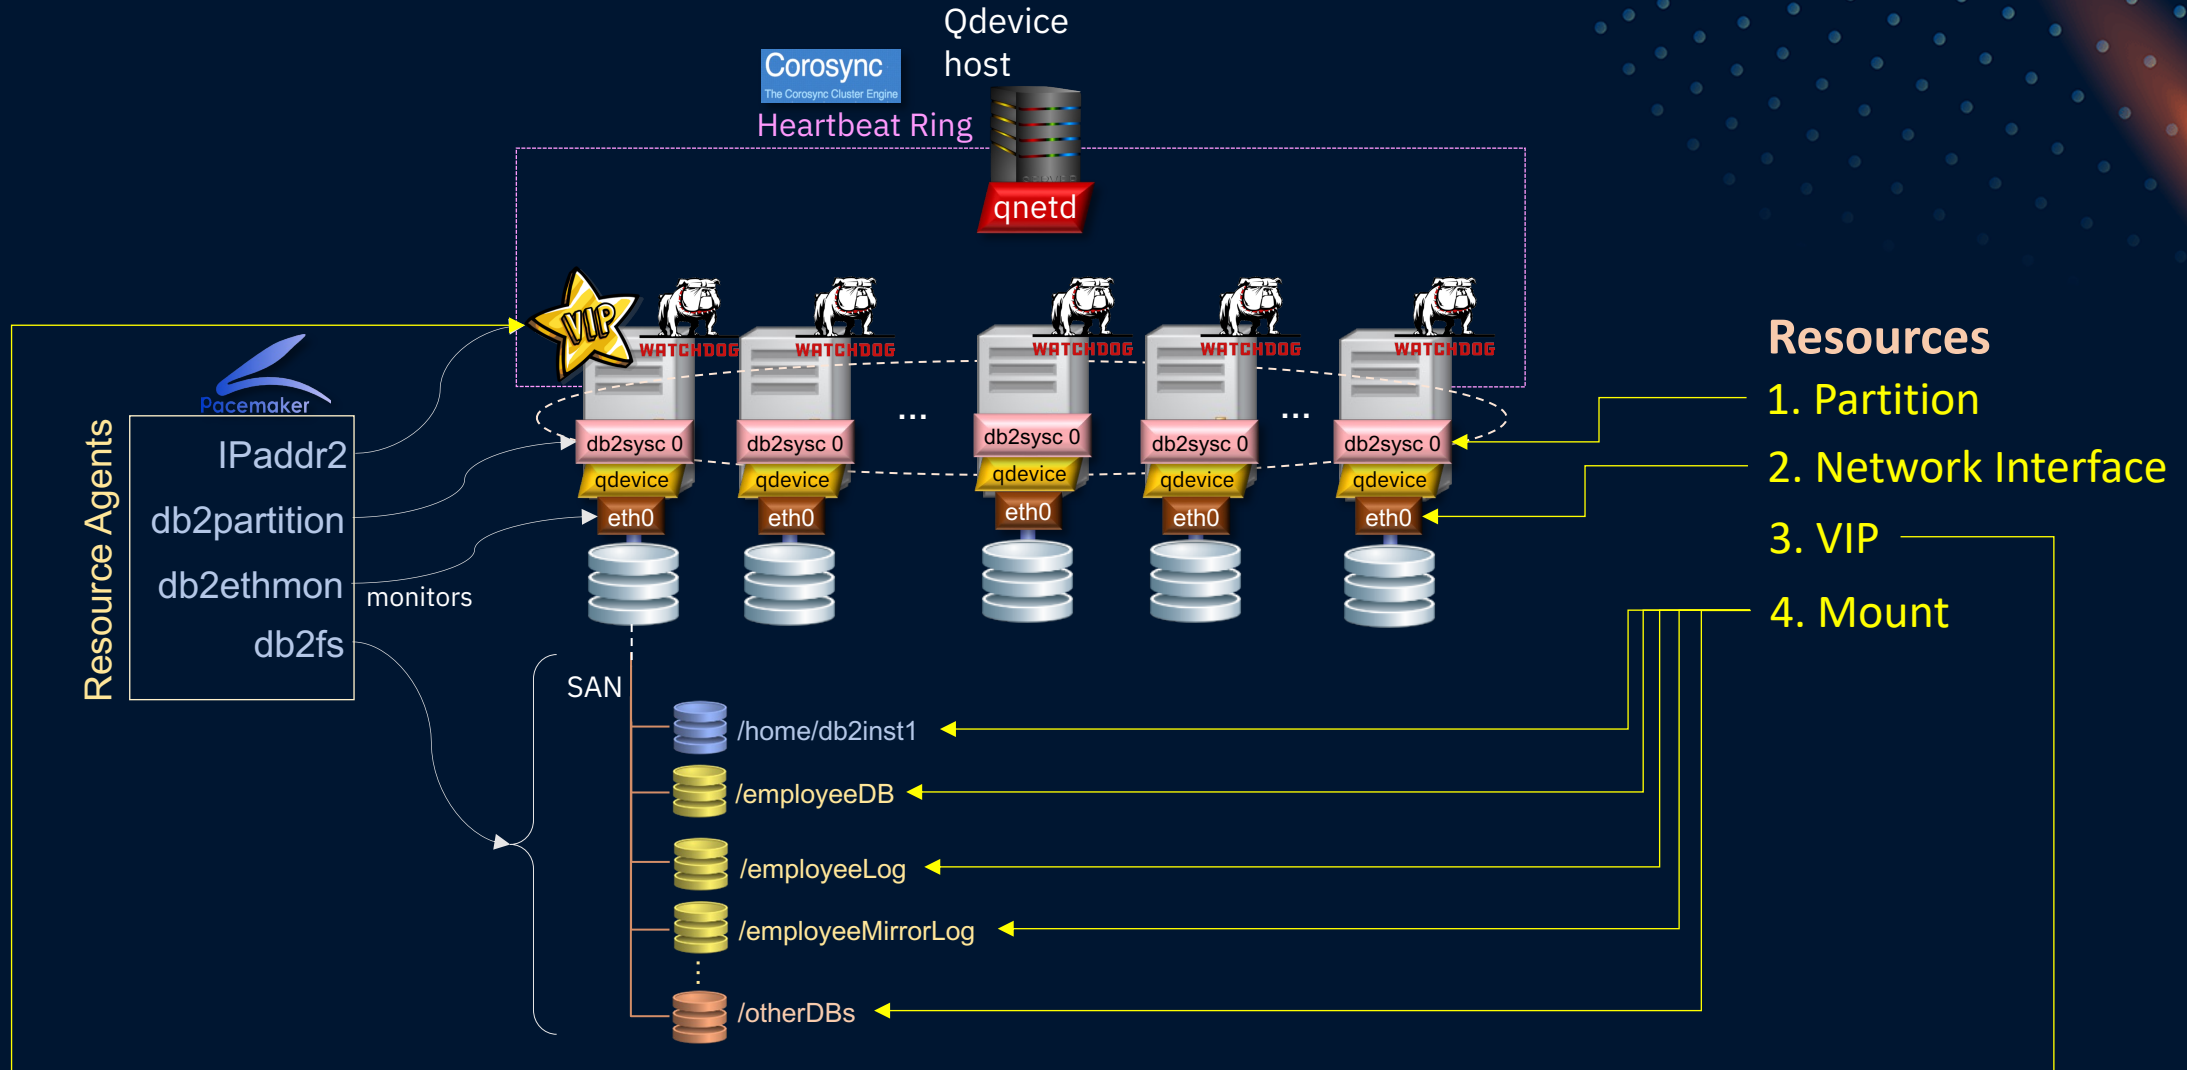 Qdevice
host
Corosync
The Corosync Cluster Engine
Heartbeat Ring
SERVER
qnetd
VIP
WATCHDOG
WATCHDOG
WATCHDOG
WATCHDOG
WATCHDOG
Pacemaker
Resource Agents
IPaddr2
db2partition
db2ethmon
db2fs
monitors
...
...
db2sysc 0
db2sysc 0
db2sysc 0
db2sysc 0
db2sysc 0
qdevice
qdevice
qdevice
qdevice
qdevice
eth0
eth0
eth0
eth0
eth0
Resources
1. Partition
2. Network Interface
3. VIP
4. Mount
SAN
/home/db2inst1
/employeeDB
/employeeLog
/employeeMirrorLog
/otherDBs